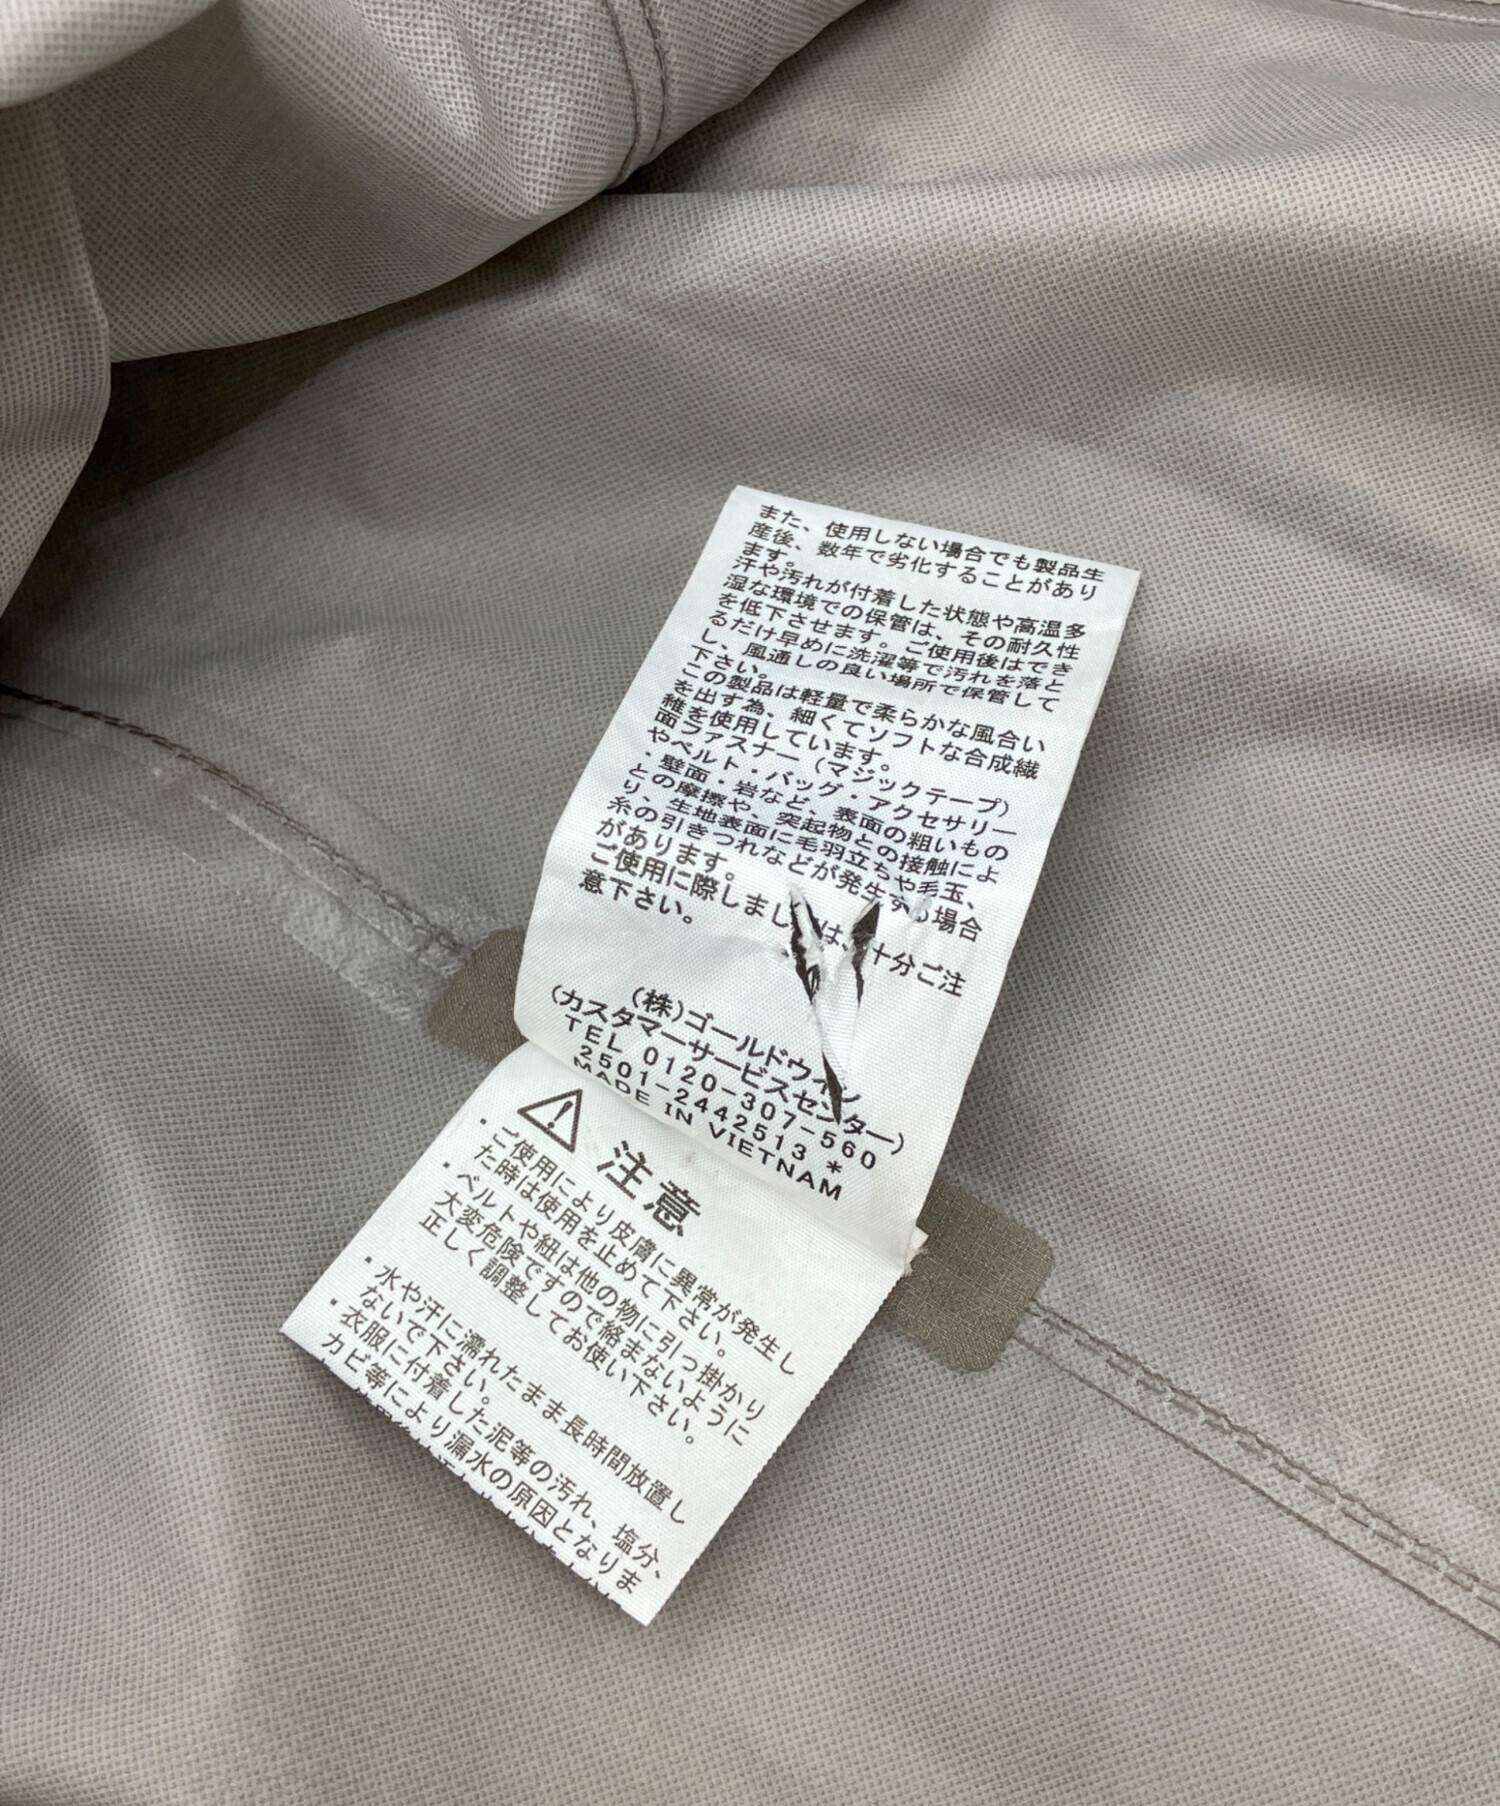 また、使用しない場合でも製品生
産後、数年で劣化することがあり
ます。
汗や汚れが付着した状態や高温多
湿な環境での保管は、その耐久性
を低下させます。ご使用後はでき
るだけ早めに洗濯等で汚れを落と
し、風通しの良い場所で保管して
下さい。
この製品は軽量で柔らかな風合い
を出す為、細くてソフトな合成繊
維を使用しています。
面ファスナー（マジックテープ）
やベルト・バッグ・アクセサリー
・壁面・岩など、表面の粗いもの
との摩擦や、突起物との接触によ
り、生地表面に毛羽立ちや毛玉、
糸の引きつれなどが発生する場合
があります。
ご使用に際しましては、十分ご注
意下さい。
(株)ゴールドウイン
(カスタマーサービスセンター)
TEL 0120-307-560
2501-2442513 *
MADE IN VIETNAM
注意
・ご使用により皮膚に異常が発生し
た時は使用を止めて下さい。
・ベルトや紐は他の物に引っ掛かり
大変危険ですので絡まないように
正しく調整してお使い下さい。
・水や汗に濡れたまま長時間放置し
ないで下さい。
・衣服に付着した泥等の汚れ、塩分、
カビ等により漏水の原因となりま